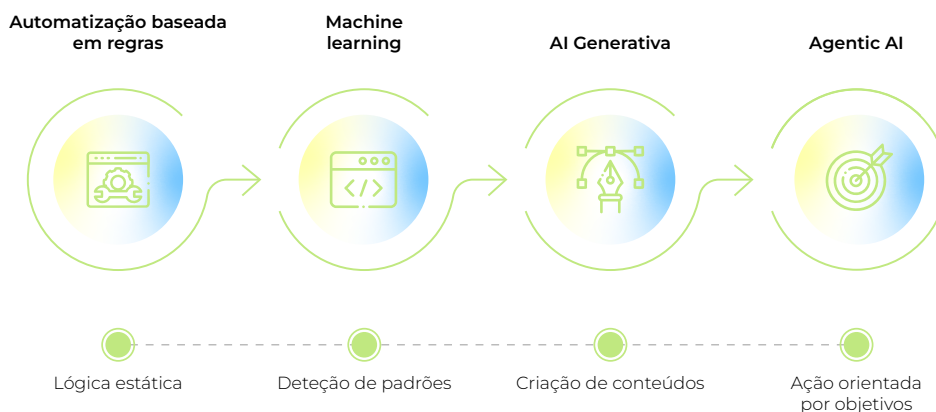 Automatização baseada
em regras
Machine
learning
AI Generativa
Agentic AI
</>
Lógica estática
Deteção de padrões
Criação de conteúdos
Ação orientada
por objetivos